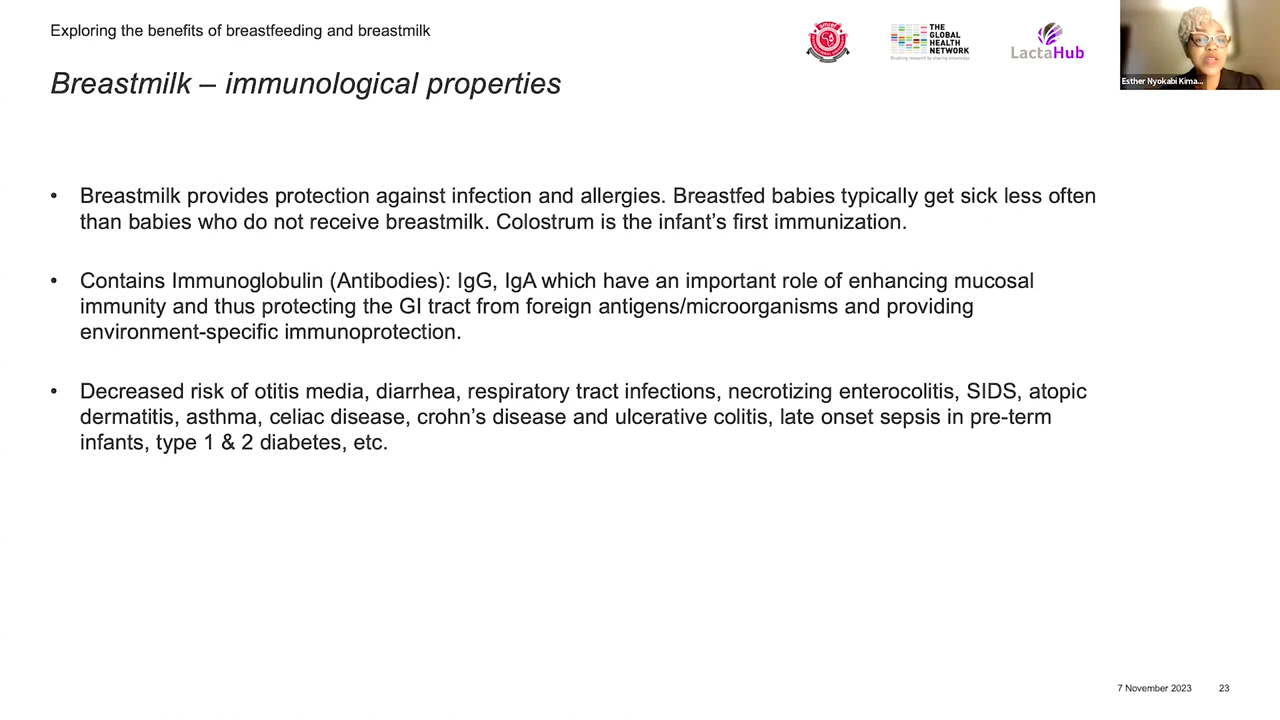 Exploring the benefits of breastfeeding and breastmilk
THE
GLOBAL
HEALTH
NETWORK
Enabling research by sharing knowledge
LactaHub
Esther Nyokabi Kima...
Breastmilk – immunological properties
• Breastmilk provides protection against infection and allergies. Breastfed babies typically get sick less often
than babies who do not receive breastmilk. Colostrum is the infant’s first immunization.
• Contains Immunoglobulin (Antibodies): IgG, IgA which have an important role of enhancing mucosal
immunity and thus protecting the GI tract from foreign antigens/microorganisms and providing
environment-specific immunoprotection.
• Decreased risk of otitis media, diarrhea, respiratory tract infections, necrotizing enterocolitis, SIDS, atopic
dermatitis, asthma, celiac disease, crohn’s disease and ulcerative colitis, late onset sepsis in pre-term
infants, type 1 & 2 diabetes, etc.
7 November 2023 23